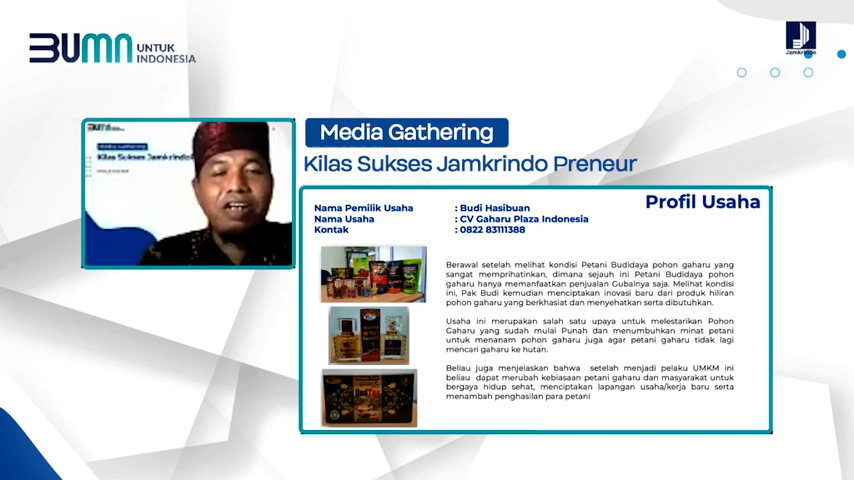 BUMN UNTUK
INDONESIA
Jamkrindo
Media Gathering
Kilas Sukses Jamkrindo Preneur
BUMN
Media Gathering
Kilas Sukses Jamkrindo
Profil Usaha
Nama Pemilik Usaha : Budi Hasibuan
Nama Usaha : CV Gaharu Plaza Indonesia
Kontak : 0822 83111388
Berawal setelah melihat kondisi Petani Budidaya pohon gaharu yang
sangat memprihatinkan, dimana sejauh ini Petani Budidaya pohon
gaharu hanya memanfaatkan penjualan Gubalnya saja. Melihat kondisi
ini, Pak Budi kemudian menciptakan inovasi baru dari produk hiliran
pohon gaharu yang berkhasiat dan menyehatkan serta dibutuhkan.
Usaha ini merupakan salah satu upaya untuk melestarikan Pohon
Gaharu yang sudah mulai Punah dan menumbuhkan minat petani
untuk menanam pohon gaharu juga agar petani gaharu tidak lagi
mencari gaharu ke hutan.
Beliau juga menjelaskan bahwa setelah menjadi pelaku UMKM ini
beliau dapat merubah kebiasaan petani gaharu dan masyarakat untuk
bergaya hidup sehat, menciptakan lapangan usaha/kerja baru serta
menambah penghasilan para petani